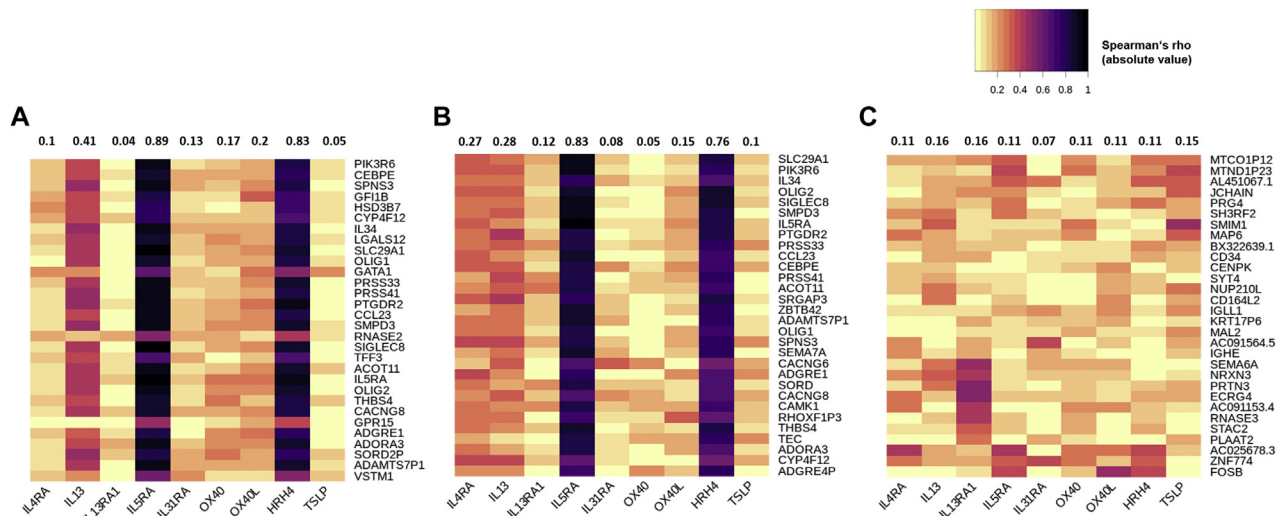 Spearman's rho
(absolute value)
0.2 0.4 0.6 0.8 1
A
0.1 0.41 0.04 0.89 0.13 0.17 0.2 0.83 0.05
PIK3R6
CEBPE
SPNS3
GFI1B
HSD3B7
CYP4F12
IL34
LGALS12
SLC29A1
OLIG1
GATA1
PRSS33
PRSS41
PTGDR2
CCL23
SMPD3
RNASE2
SIGLEC8
TFF3
ACOT11
IL5RA
OLIG2
THBS4
CACNG8
GPR15
ADGRE1
ADORA3
SORD2P
ADAMTS7P1
VSTM1
IL4RA IL13 IL13RA1 IL5RA IL31RA OX40 OX40L HRH4 TSLP
B
0.27 0.28 0.12 0.83 0.08 0.05 0.15 0.76 0.1
SLC29A1
PIK3R6
IL34
OLIG2
SIGLEC8
SMPD3
IL5RA
PTGDR2
PRSS33
CCL23
CEBPE
PRSS41
ACOT11
SRGAP3
ZBTB42
ADAMTS7P1
OLIG1
SPNS3
SEMA7A
CACNG6
ADGRE1
SORD
CACNG8
CAMK1
RHOXF1P3
THBS4
TEC
ADORA3
CYP4F12
ADGRE4P
IL4RA IL13 IL13RA1 IL5RA IL31RA OX40 OX40L HRH4 TSLP
C
0.11 0.16 0.16 0.11 0.07 0.11 0.11 0.11 0.15
MTCO1P12
MTND1P23
AL451067.1
JCHAIN
PRG4
SH3RF2
SMIM1
MAP6
BX322639.1
CD34
CENPK
SYT4
NUP210L
CD164L2
IGLL1
KRT17P6
MAL2
AC091564.5
IGHE
SEMA6A
NRXN3
PRTN3
ECRG4
AC091153.4
RNASE3
STAC2
PLAAT2
AC025678.3
ZNF774
FOSB
IL4RA IL13 IL13RA1 IL5RA IL31RA OX40 OX40L HRH4 TSLP